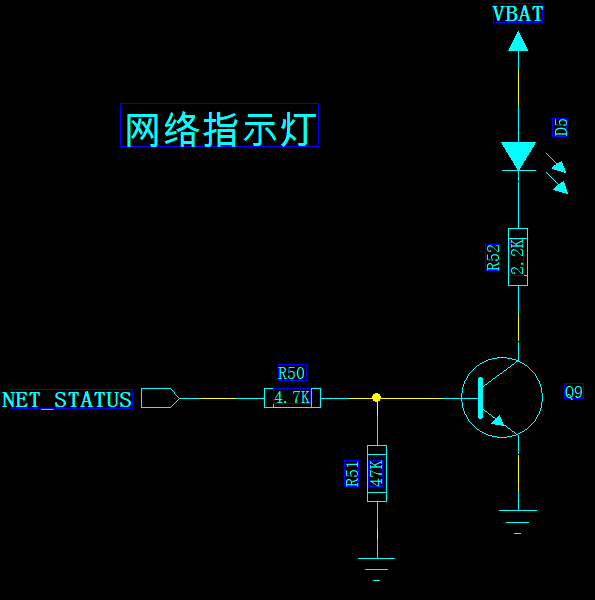 VBAT
D5
网络指示灯
R52
2.2K
R50
NET_STATUS
4.7K
Q9
R51
47K